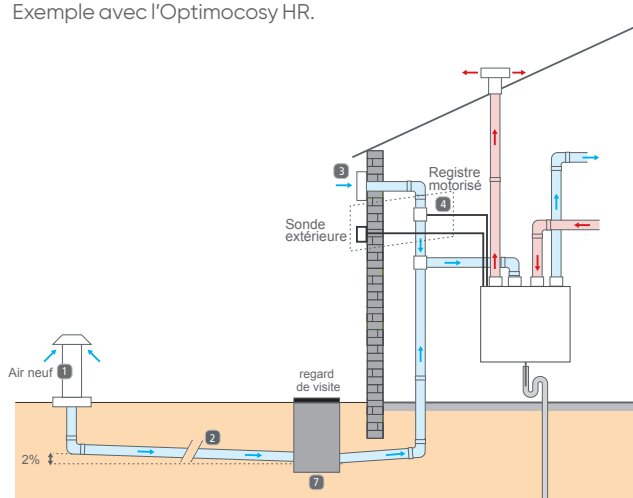 Exemple avec l'Optimocosy HR.
3
Registre
motorisé
4
Sonde
extérieure
Air neuf 1
regard
de visite
2
2%
7